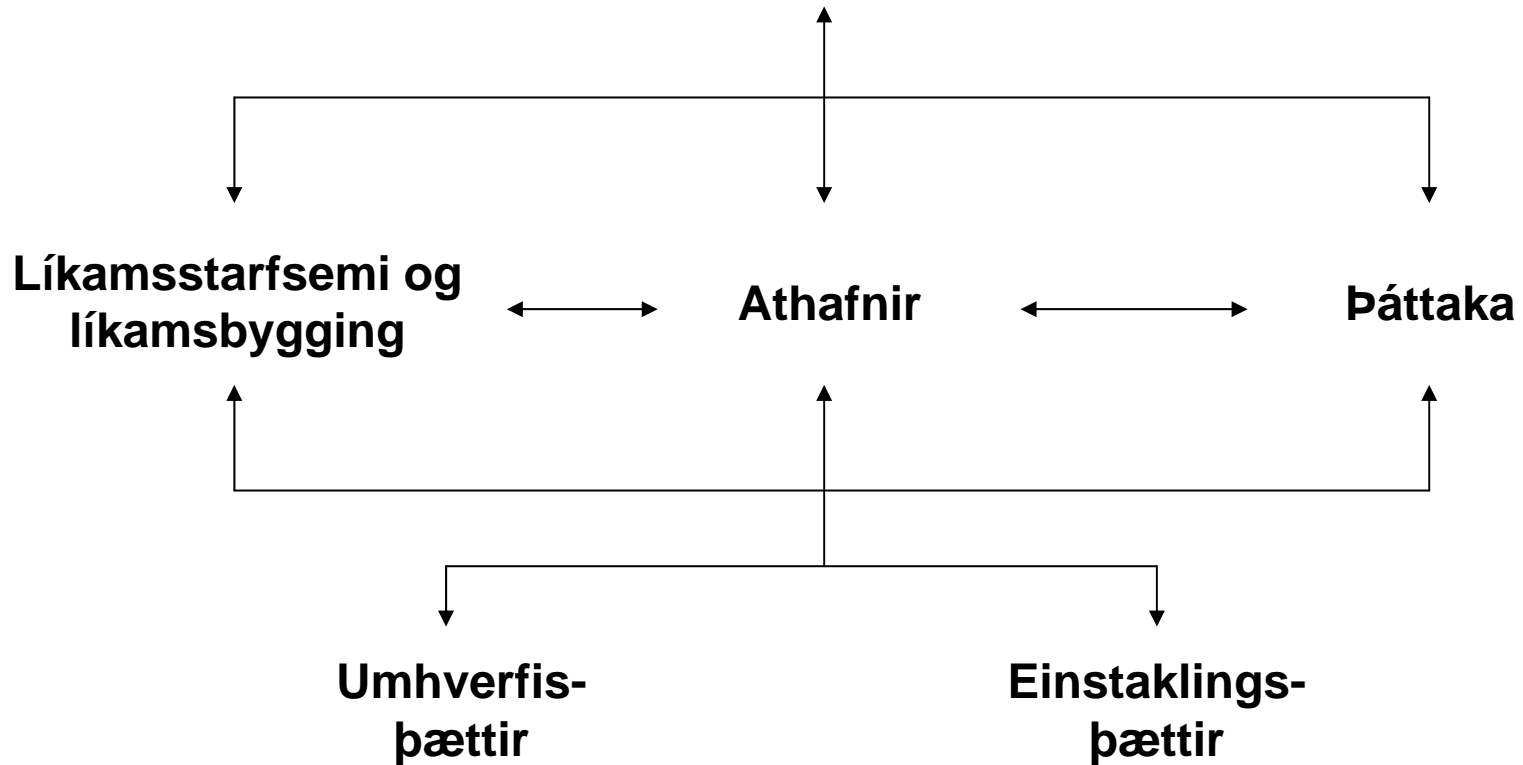 Líkamsstarfsemi og
líkamsbygging
Athafnir
Þáttaka
Umhverfis-
þættir
Einstaklings-
þættir